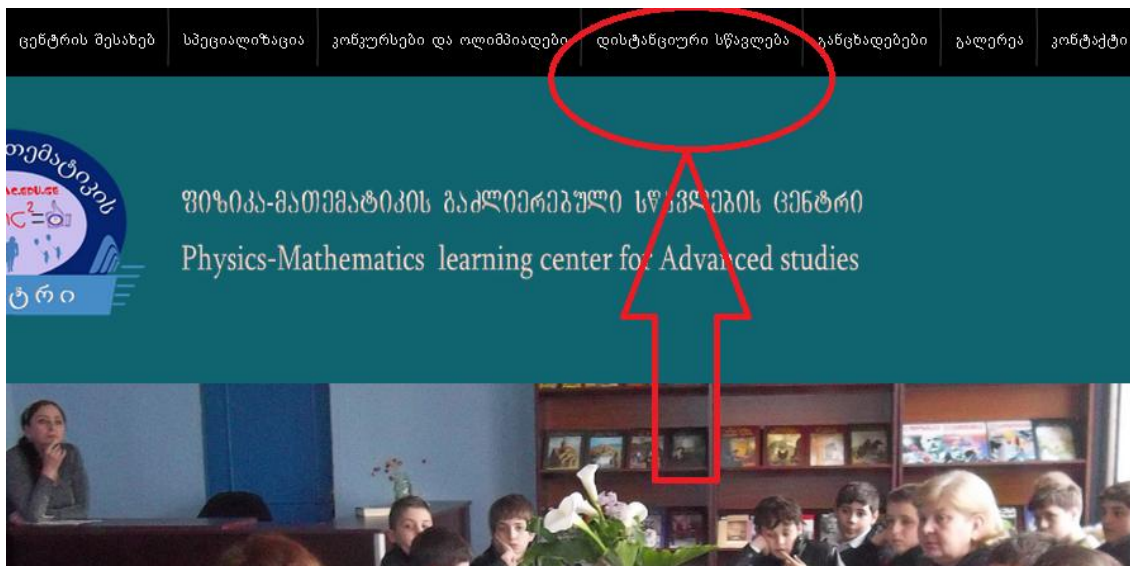 ცენტრის შესახებ სპეციალიზაცია კონკურსები და ოლიმპიადები დისტანციური სწავლება განცხადებები გალერეა კონტაქტი
ფიზიკა-მათემატიკის გაძლიერებული სწავლების ცენტრი
Physics-Mathematics learning center for Advanced studies